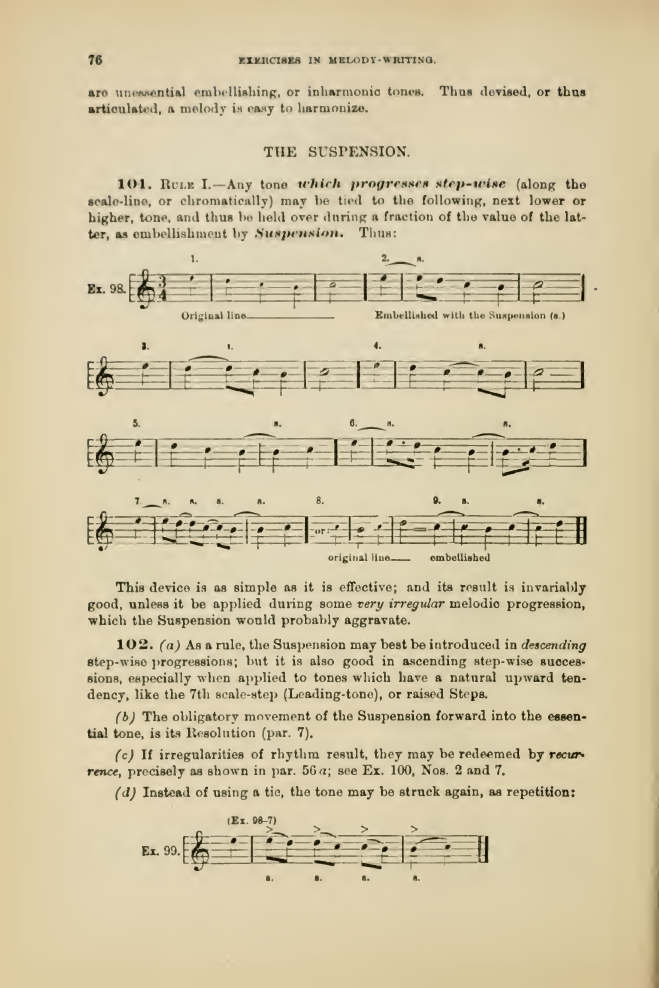 76
EXERCISES IN MELODY-WRITING.
are unessential embellishing, or inharmonic tones. Thus devised, or thus
articulated, a melody is easy to harmonize.
THE SUSPENSION.
101. RULE I.—Any tone which progresses step-wise (along the
scale-line, or chromatically) may be tied to the following, next lower or
higher, tone, and thus be held over during a fraction of the value of the lat-
ter, as embellishment by Suspension. Thus:
1. 2. s.
Ex. 98.
Original line Embellished with the Suspension (s.)
3. s. 4. s.
5. s. 6. s. s.
7. s. s. s. s. 8. 9. s. s.
or:
original line embellished
This device is as simple as it is effective; and its result is invariably
good, unless it be applied during some very irregular melodic progression,
which the Suspension would probably aggravate.
102. (a) As a rule, the Suspension may best be introduced in descending
step-wise progressions; but it is also good in ascending step-wise succes-
sions, especially when applied to tones which have a natural upward ten-
dency, like the 7th scale-step (Leading-tone), or raised Steps.
(b) The obligatory movement of the Suspension forward into the essen-
tial tone, is its Resolution (par. 7).
(c) If irregularities of rhythm result, they may be redeemed by recur-
rence, precisely as shown in par. 56a; see Ex. 100, Nos. 2 and 7.
(d) Instead of using a tie, the tone may be struck again, as repetition:
(Ex. 98-7)
Ex. 99.
s. s. s. s.